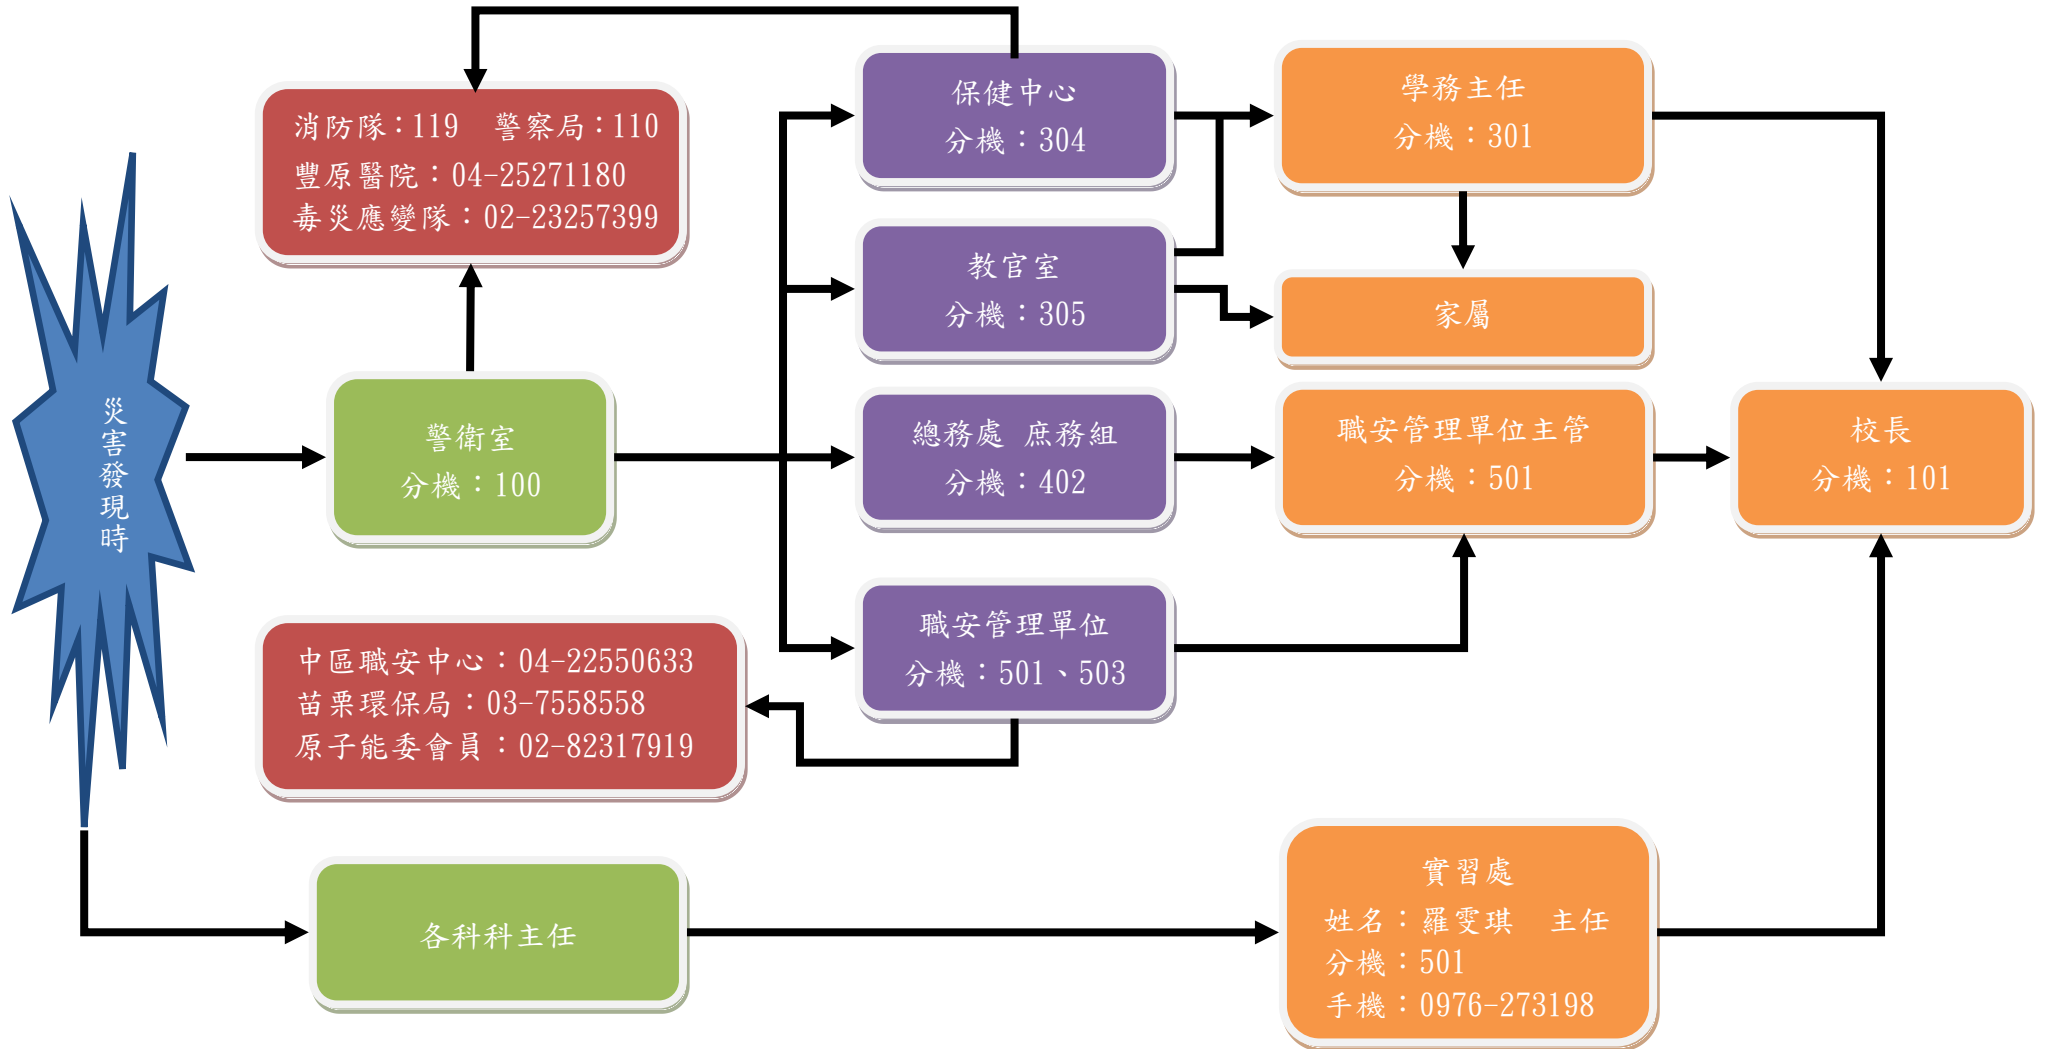 災害發現時
消防隊：119　警察局：110
豐原醫院：04-25271180
毒災應變隊：02-23257399
警衛室
分機：100
中區職安中心：04-22550633
苗栗環保局：03-7558558
原子能委會員：02-82317919
各科科主任
保健中心
分機：304
教官室
分機：305
總務處 庶務組
分機：402
職安管理單位
分機：501、503
學務主任
分機：301
家屬
職安管理單位主管
分機：501
校長
分機：101
實習處
姓名：羅雯琪　主任
分機：501
手機：0976-273198